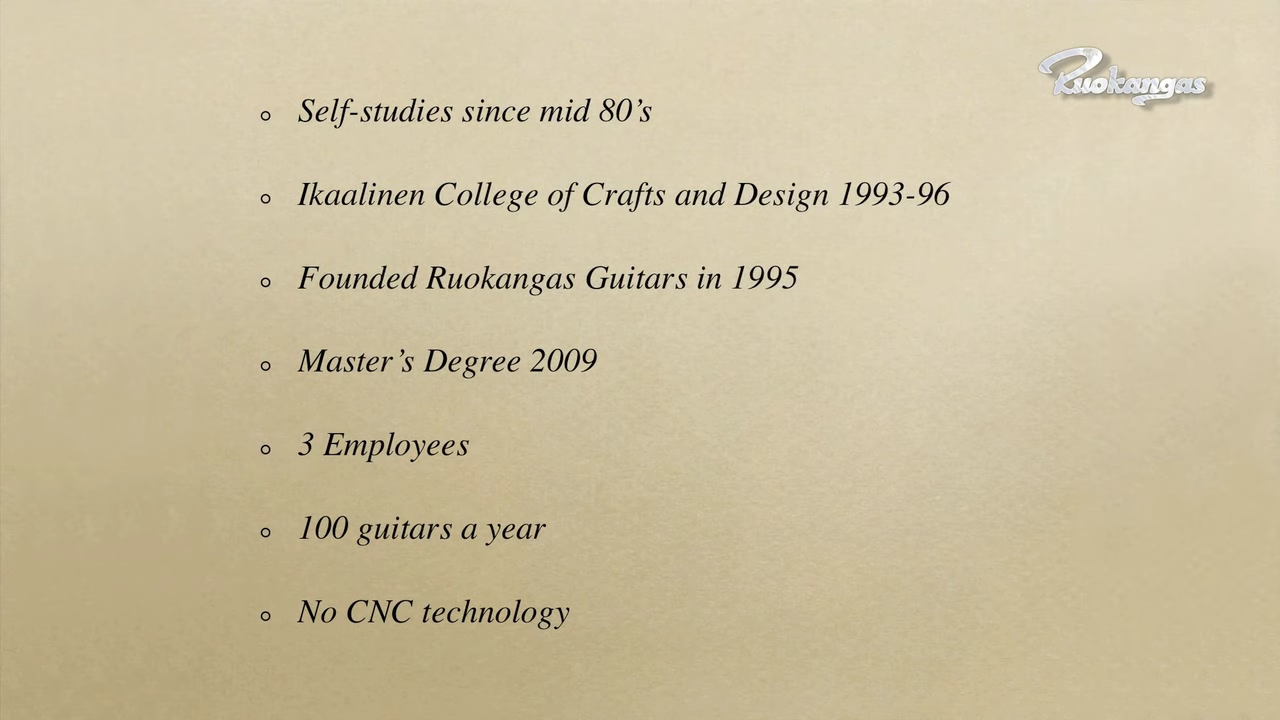 Ruokangas
Self-studies since mid 80’s
Ikaalinen College of Crafts and Design 1993-96
Founded Ruokangas Guitars in 1995
Master’s Degree 2009
3 Employees
100 guitars a year
No CNC technology